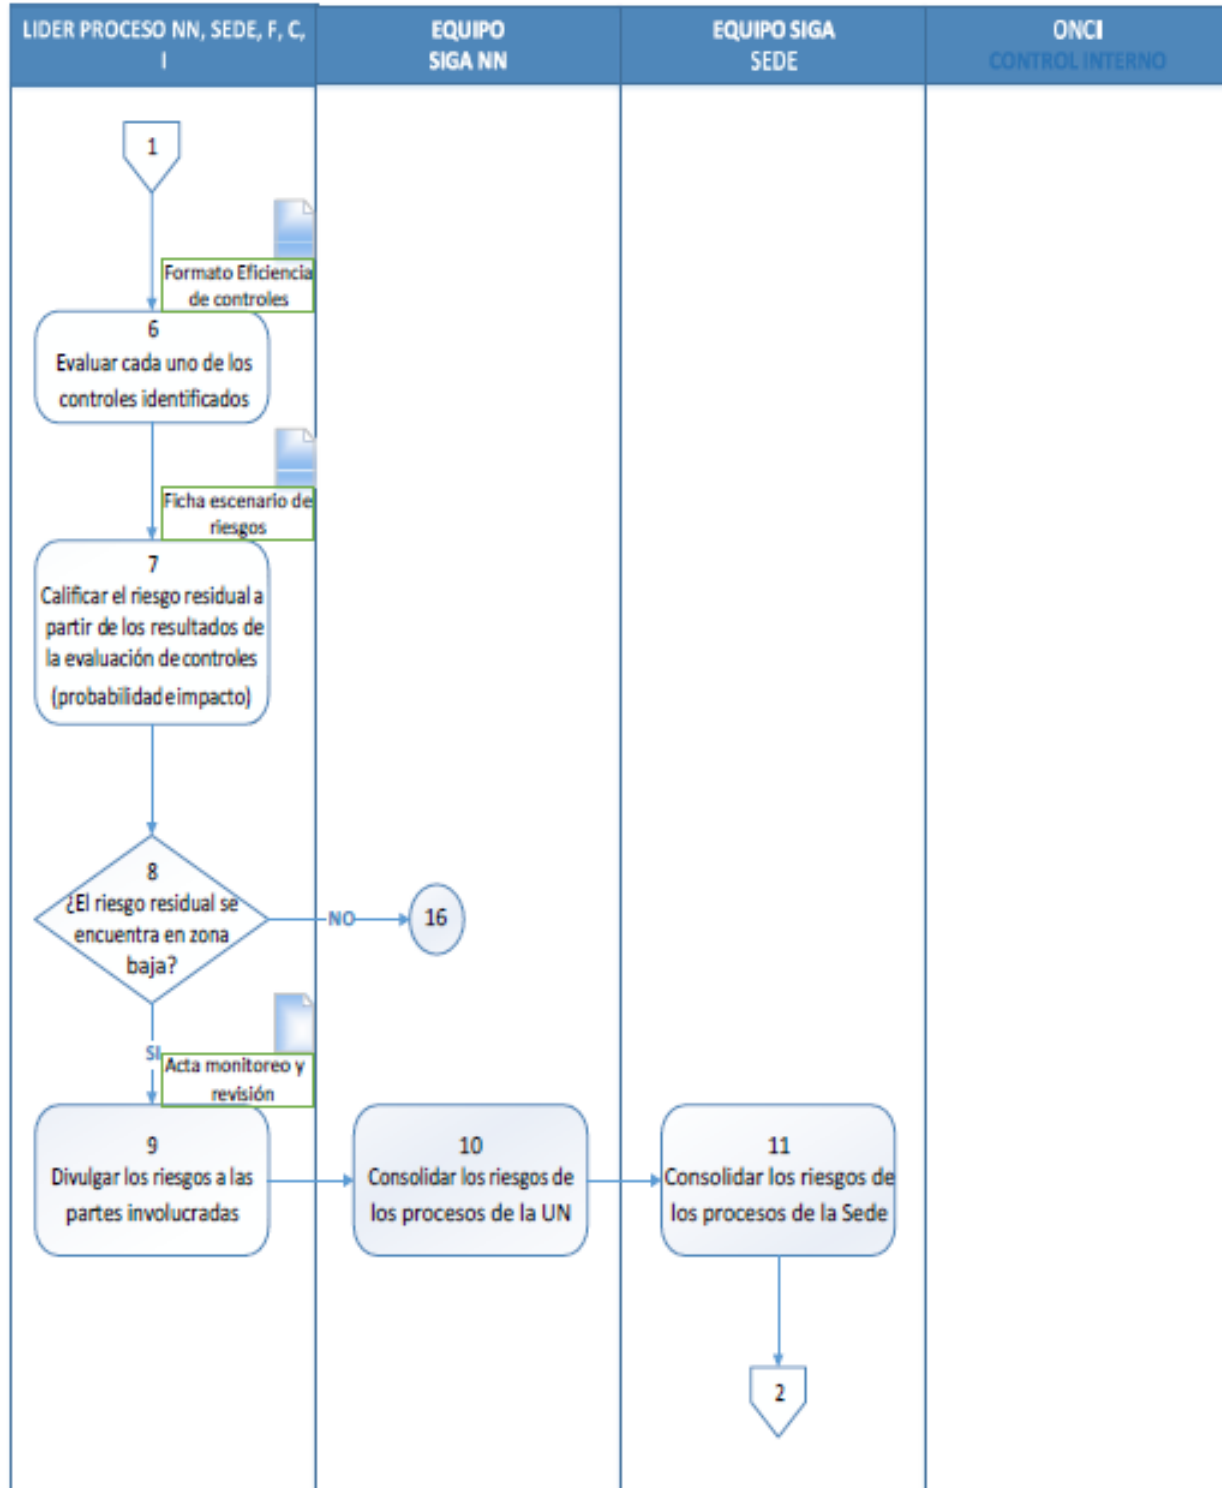 LIDER PROCESO NN, SEDE, F, C,
I
EQUIPO
SIGA NN
EQUIPO SIGA
SEDE
ONCI
CONTROL INTERNO
1
Formato Eficiencia
de controles
6
Evaluar cada uno de los
controles identificados
Ficha escenario de
riesgos
7
Calificar el riesgo residual a
partir de los resultados de
la evaluación de controles
(probabilidad e impacto)
8
¿El riesgo residual se
encuentra en zona
baja?
NO
16
SI
Acta monitoreo y
revisión
9
Divulgar los riesgos a las
partes involucradas
10
Consolidar los riesgos de
los procesos de la UN
11
Consolidar los riesgos de
los procesos de la Sede
2